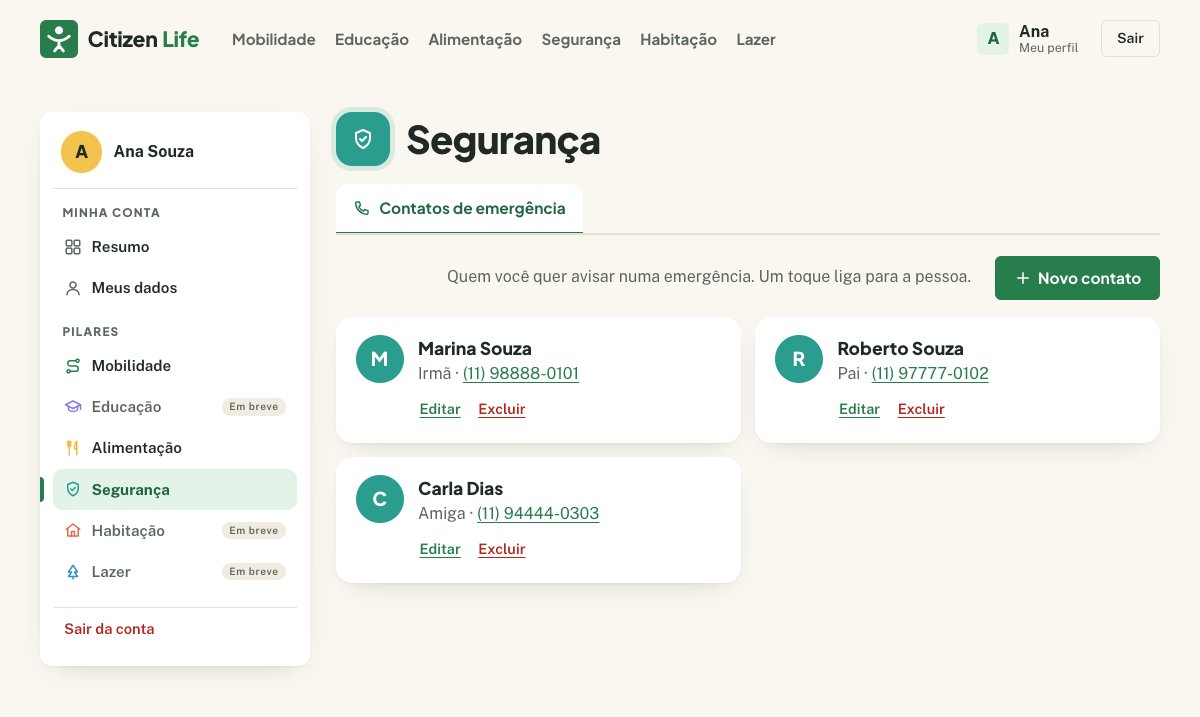 Citizen Life
Mobilidade Educação Alimentação Segurança Habitação Lazer
A
Ana
Meu perfil
Sair
A
Ana Souza
MINHA CONTA
Resumo
Meus dados
PILARES
Mobilidade
Educação Em breve
Alimentação
Segurança
Habitação Em breve
Lazer Em breve
Sair da conta
Segurança
Contatos de emergência
Quem você quer avisar numa emergência. Um toque liga para a pessoa.
+ Novo contato
M
Marina Souza
Irmã · (11) 98888-0101
Editar Excluir
R
Roberto Souza
Pai · (11) 97777-0102
Editar Excluir
C
Carla Dias
Amiga · (11) 94444-0303
Editar Excluir